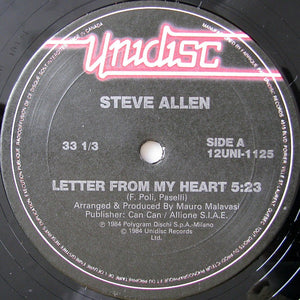 Unidisc
STEVE ALLEN
33 1/3
SIDE A
12UNI-1125
LETTER FROM MY HEART 5:23
(F. Poli, Paselli)
Arranged & Produced By Mauro Malavasi
Publisher: Can Can / Allione S.I.A.E.
℗ 1984 Polygram Dischi S.p.A.-Milano
© 1984 Unidisc Records
Ltd.